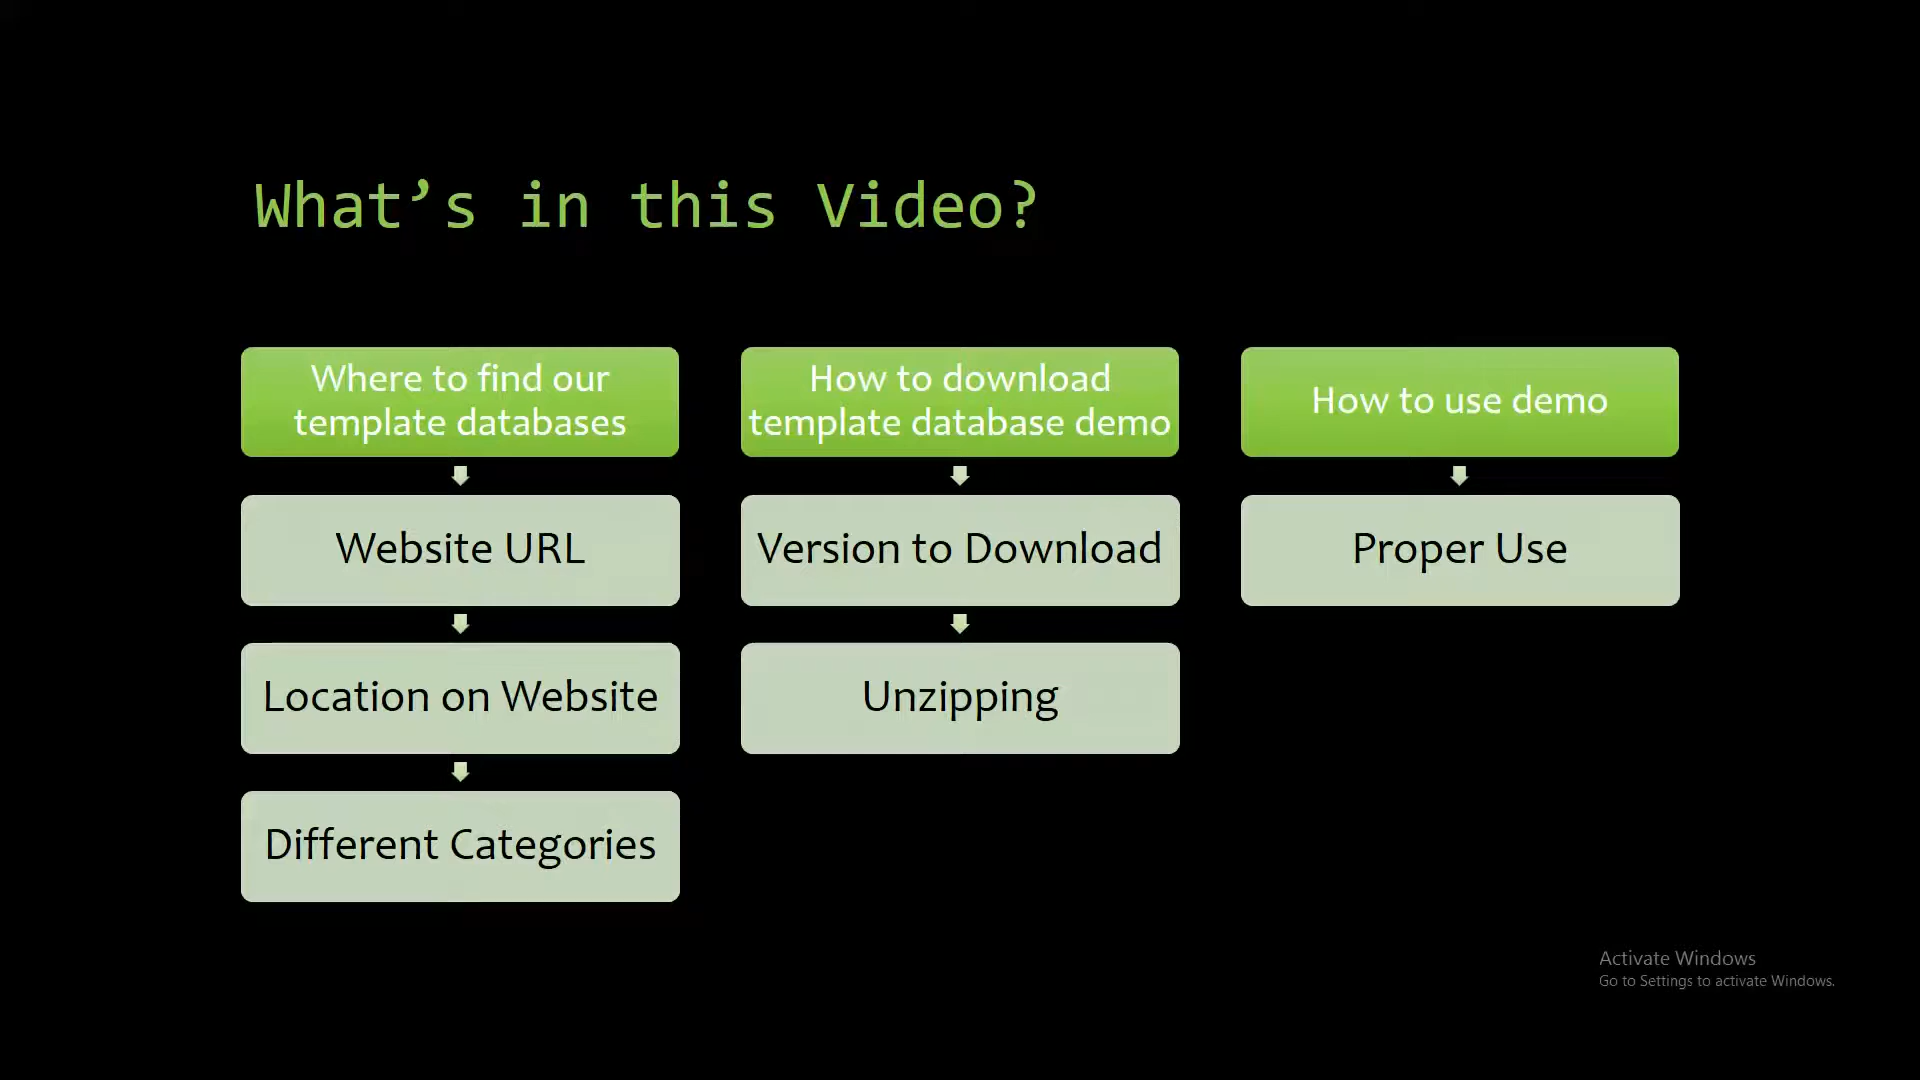 What’s in this Video?
Where to find our
template databases
Website URL
Location on Website
Different Categories
How to download
template database demo
Version to Download
Unzipping
How to use demo
Proper Use
Activate Windows
Go to Settings to activate Windows.